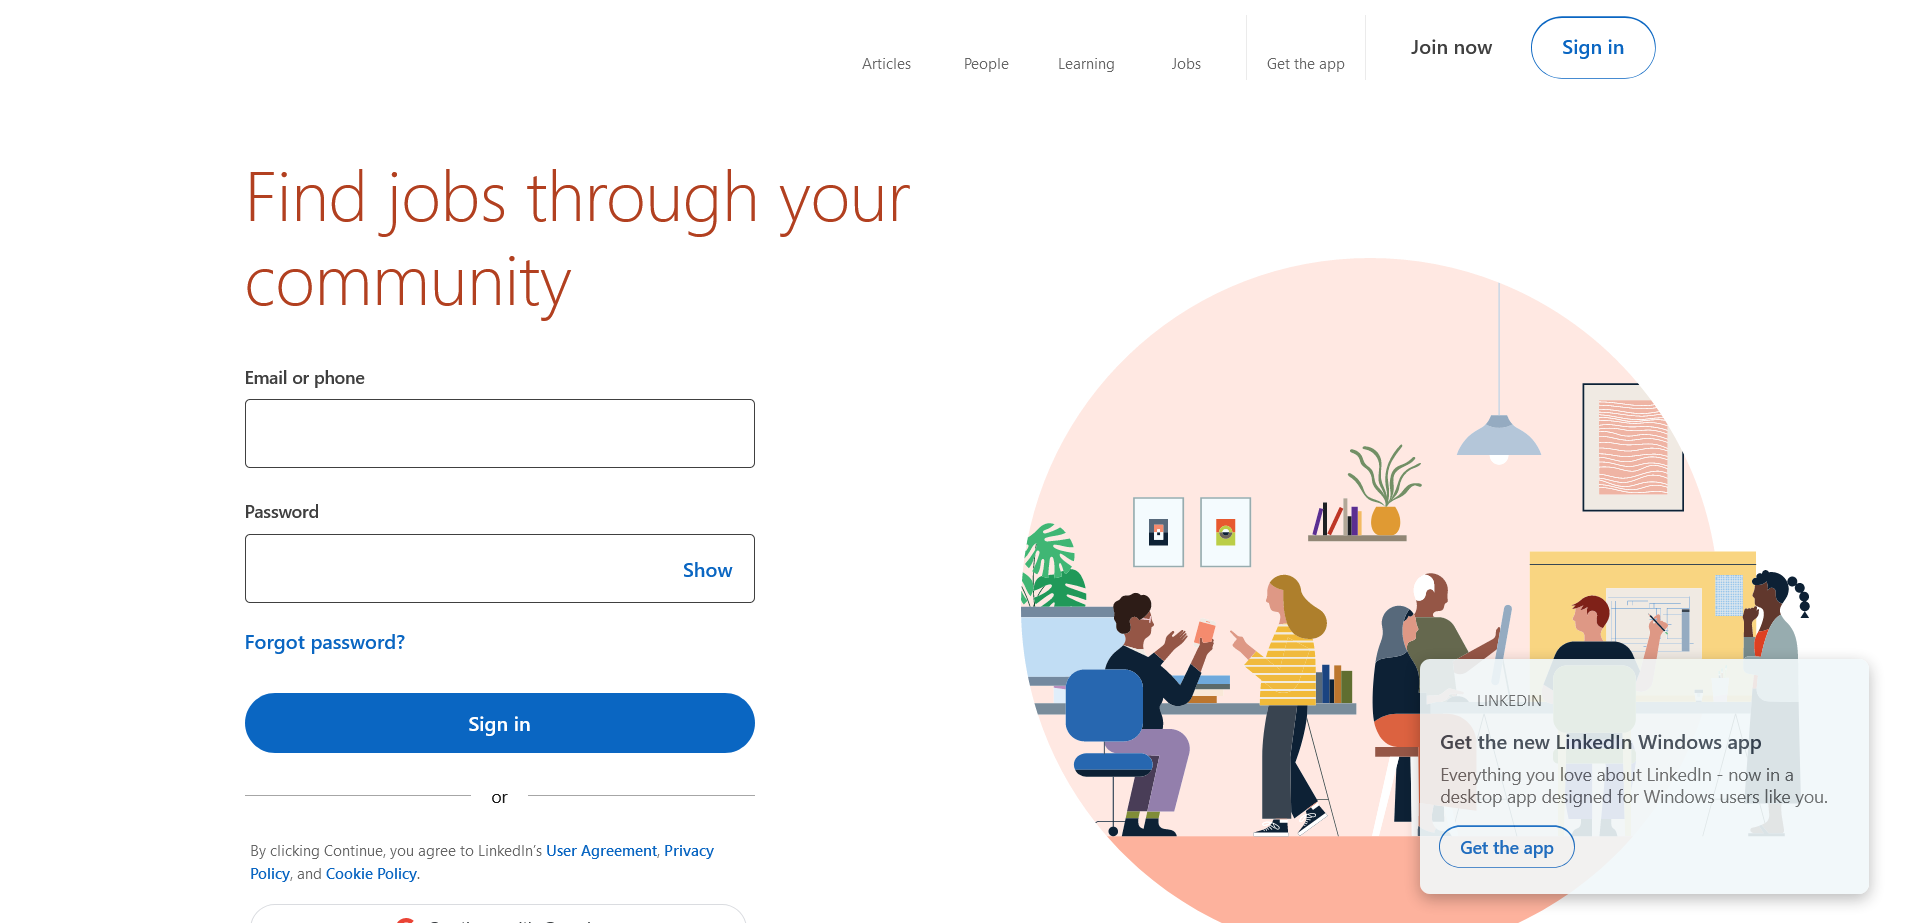 Articles
People
Learning
Jobs
Get the app
Join now
Sign in
Find jobs through your
community
Email or phone
Password
Show
Forgot password?
Sign in
or
By clicking Continue, you agree to LinkedIn's User Agreement, Privacy
Policy, and Cookie Policy.
LINKEDIN
Get the new LinkedIn Windows app
Everything you love about LinkedIn - now in a
desktop app designed for Windows users like you.
Get the app